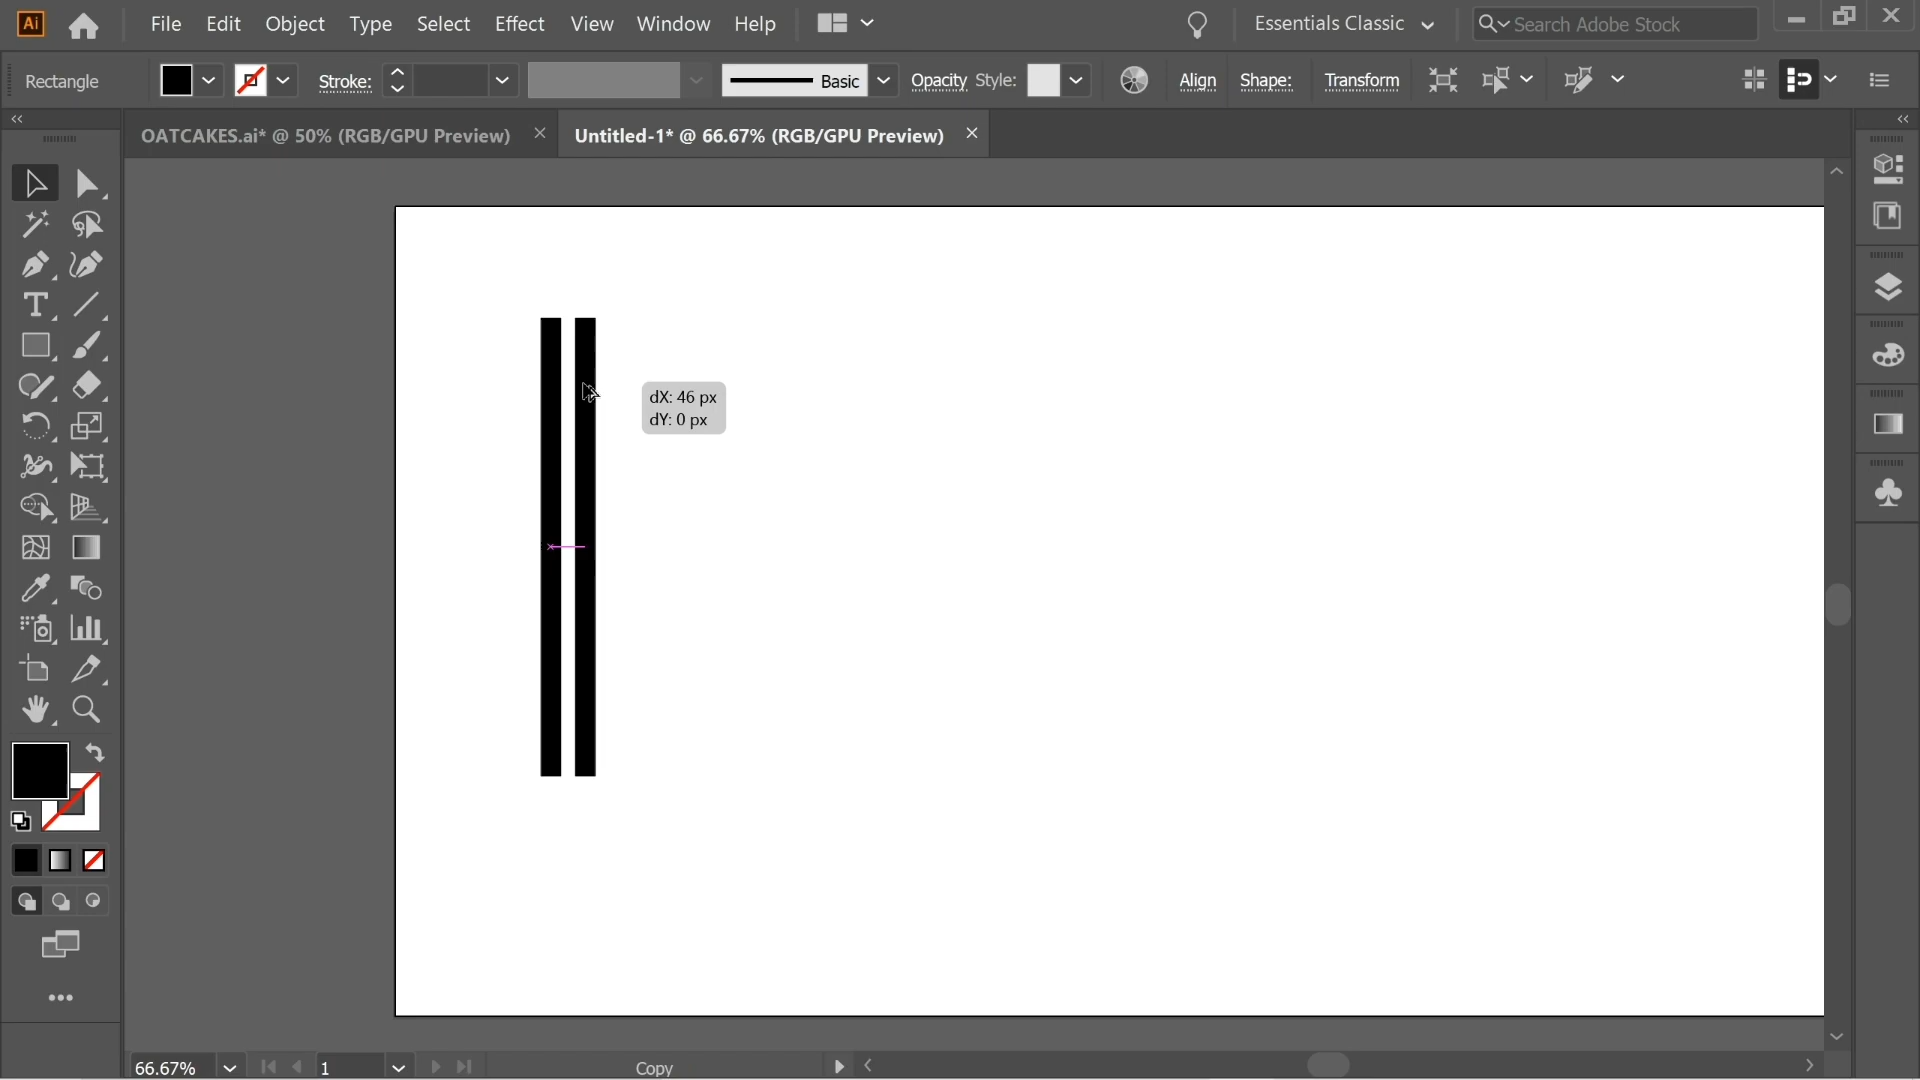 Ai File Edit Object Type Select Effect View Window Help Essentials Classic Search Adobe Stock
Rectangle Stroke: Basic Opacity Style: Align Shape: Transform
OATCAKES.ai* @ 50% (RGB/GPU Preview) Untitled-1* @ 66.67% (RGB/GPU Preview)
dX: 46 px
dY: 0 px
66.67% 1 Copy